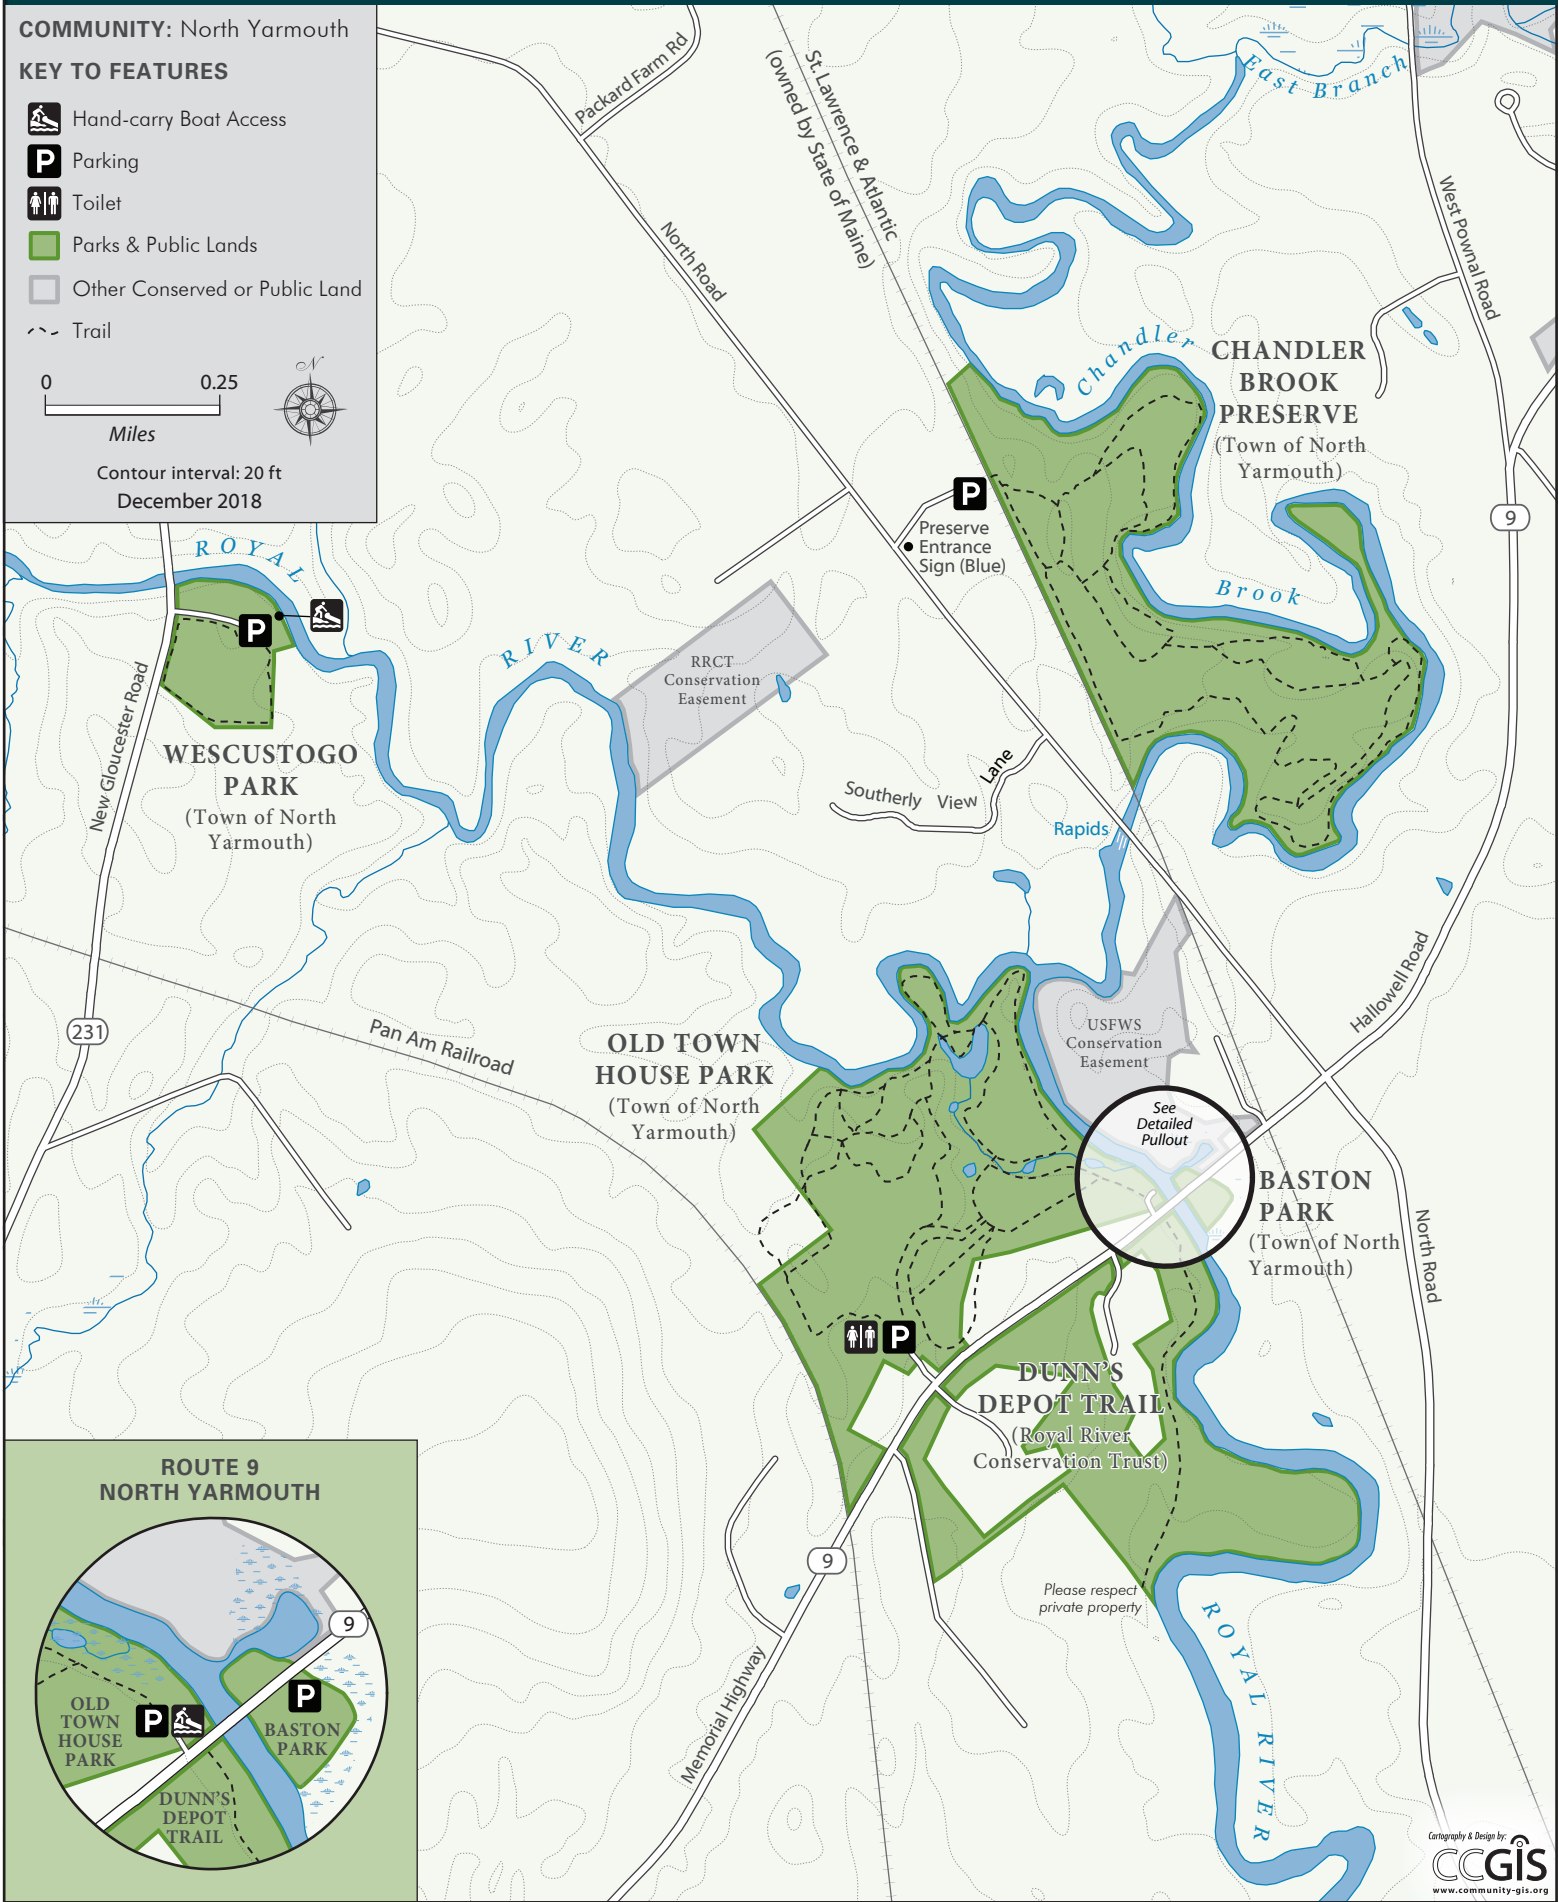 COMMUNITY: North Yarmouth
KEY TO FEATURES
Hand-carry Boat Access
P
Parking
Toilet
Parks & Public Lands
Other Conserved or Public Land
Trail
0 0.25
Miles
N
Contour interval: 20 ft
December 2018
Packard Farm Rd
St. Lawrence & Atlantic
(owned by State of Maine)
East Branch
West Pownal Road
North Road
Chandler
CHANDLER
BROOK
PRESERVE
(Town of North
Yarmouth)
P
Preserve
Entrance
Sign (Blue)
9
Brook
ROYAL
P
RIVER
RRCT
Conservation
Easement
New Gloucester Road
WESCUSTOGO
PARK
(Town of North
Yarmouth)
Southerly View Lane
Rapids
Hallowell Road
231
Pan Am Railroad
OLD TOWN
HOUSE PARK
(Town of North
Yarmouth)
USFWS
Conservation
Easement
See
Detailed
Pullout
BASTON
PARK
(Town of North
Yarmouth)
North Road
P
DUNN'S
DEPOT TRAIL
(Royal River
Conservation Trust)
9
Please respect
private property
Memorial Highway
ROYAL RIVER
ROUTE 9
NORTH YARMOUTH
9
P
OLD
TOWN
HOUSE
PARK
P
BASTON
PARK
DUNN'S
DEPOT
TRAIL
Cartography & Design by:
CCGIS
www.community-gis.org